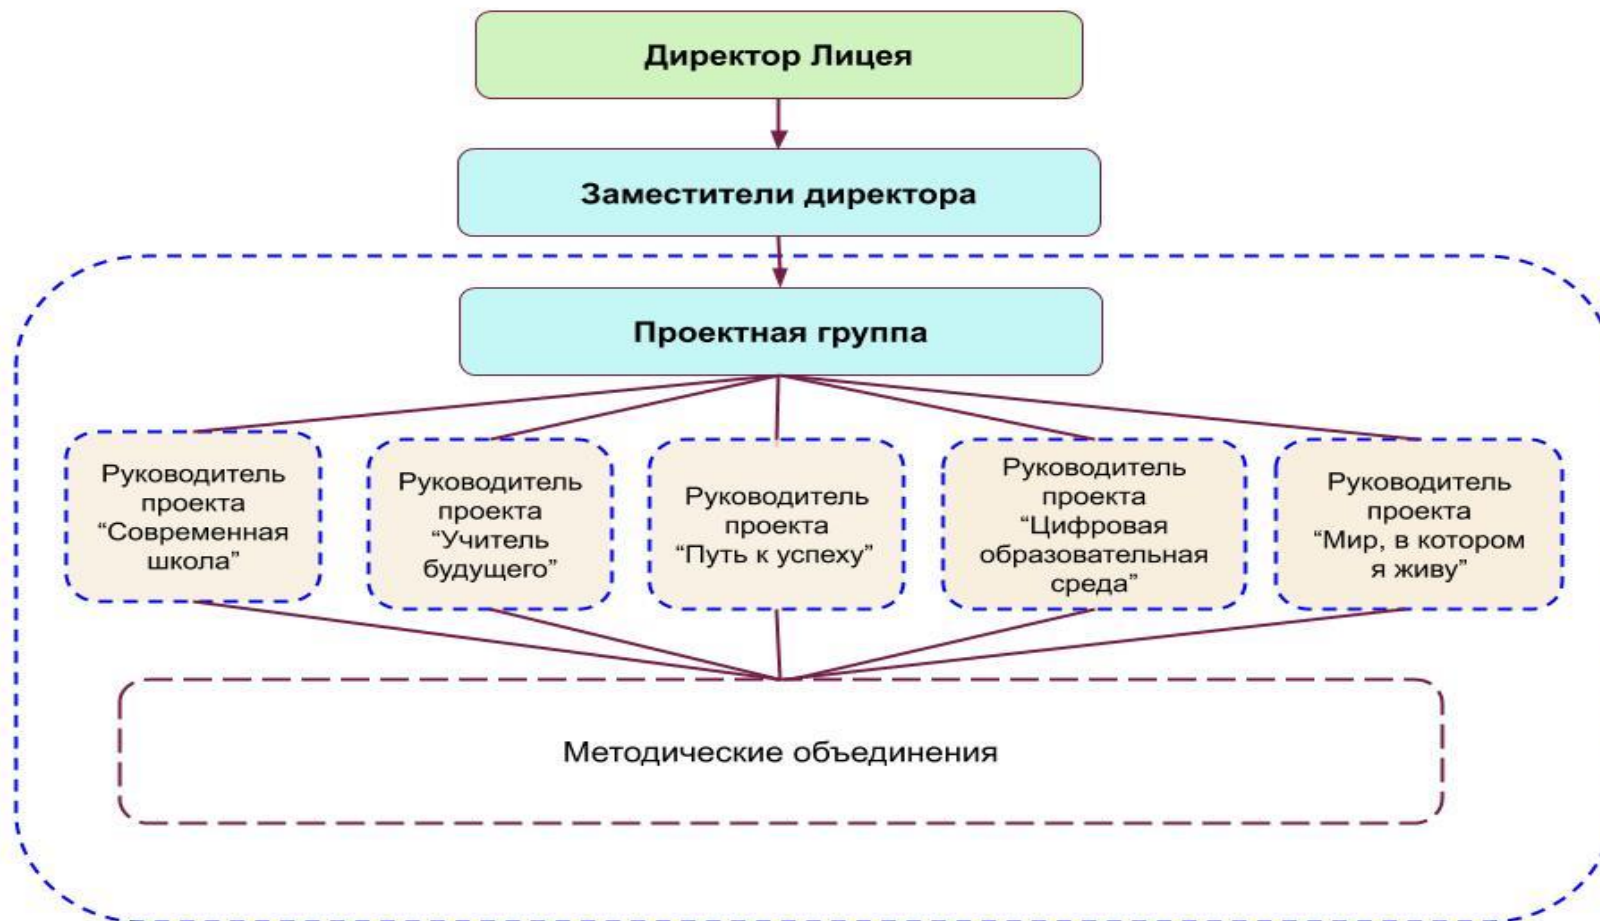 Директор Лицея
Заместители директора
Проектная группа
Руководитель
проекта
“Современная
школа”
Руководитель
проекта
“Учитель
будущего”
Руководитель
проекта
“Путь к успеху”
Руководитель
проекта
“Цифровая
образовательная
среда”
Руководитель
проекта
“Мир, в котором
я живу”
Методические объединения